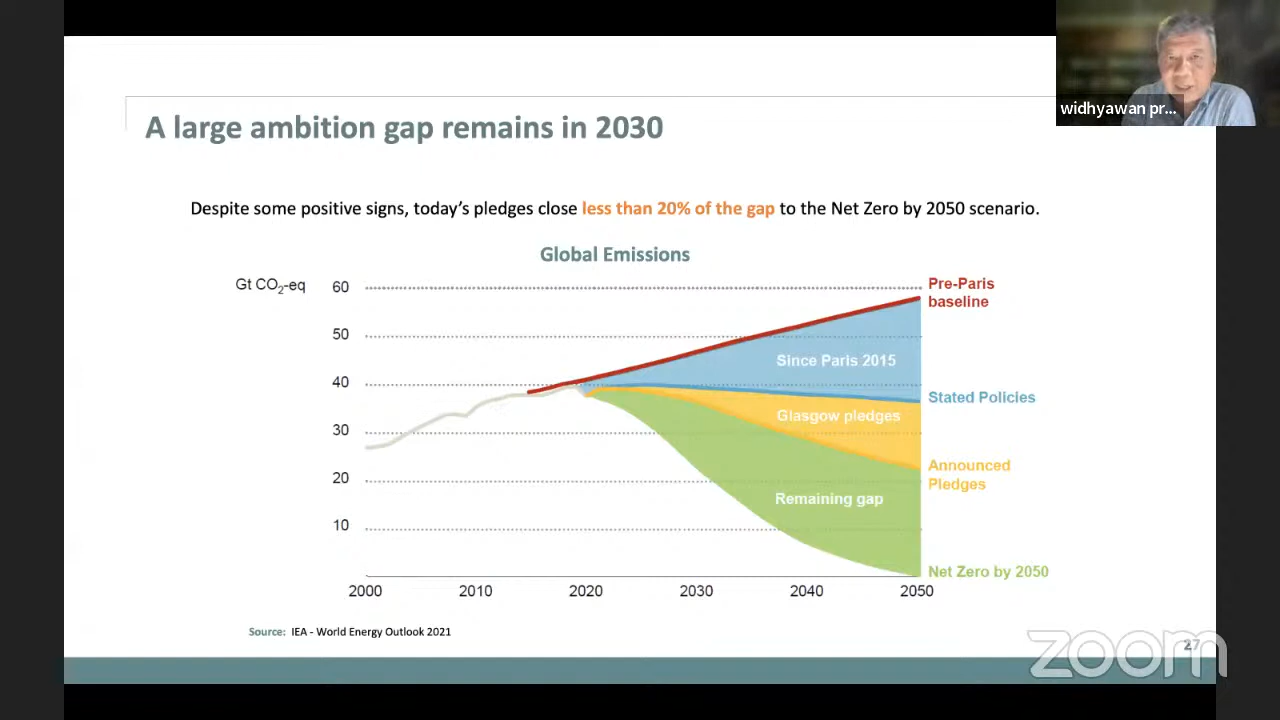 widhyawan pr...
A large ambition gap remains in 2030
Despite some positive signs, today's pledges close less than 20% of the gap to the Net Zero by 2050 scenario.
Global Emissions
Gt CO2-eq
60
50
40
30
20
10
Pre-Paris
baseline
Since Paris 2015
Stated Policies
Glasgow pledges
Announced
Pledges
Remaining gap
Net Zero by 2050
2000 2010 2020 2030 2040 2050
Source: IEA - World Energy Outlook 2021
27
zoom